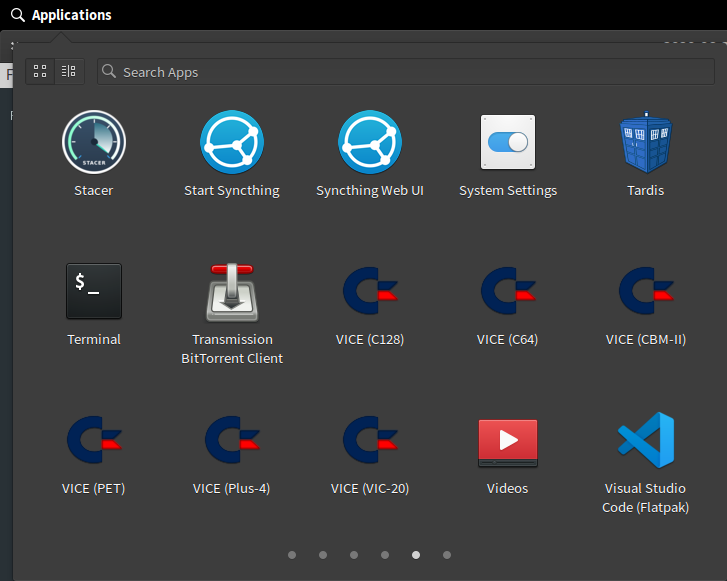 Applications
Search Apps
STACER
Stacer
Start Syncthing
Syncthing Web UI
System Settings
Tardis
$_
Terminal
Transmission
BitTorrent Client
VICE (C128)
VICE (C64)
VICE (CBM-II)
VICE (PET)
VICE (Plus-4)
VICE (VIC-20)
Videos
Visual Studio
Code (Flatpak)